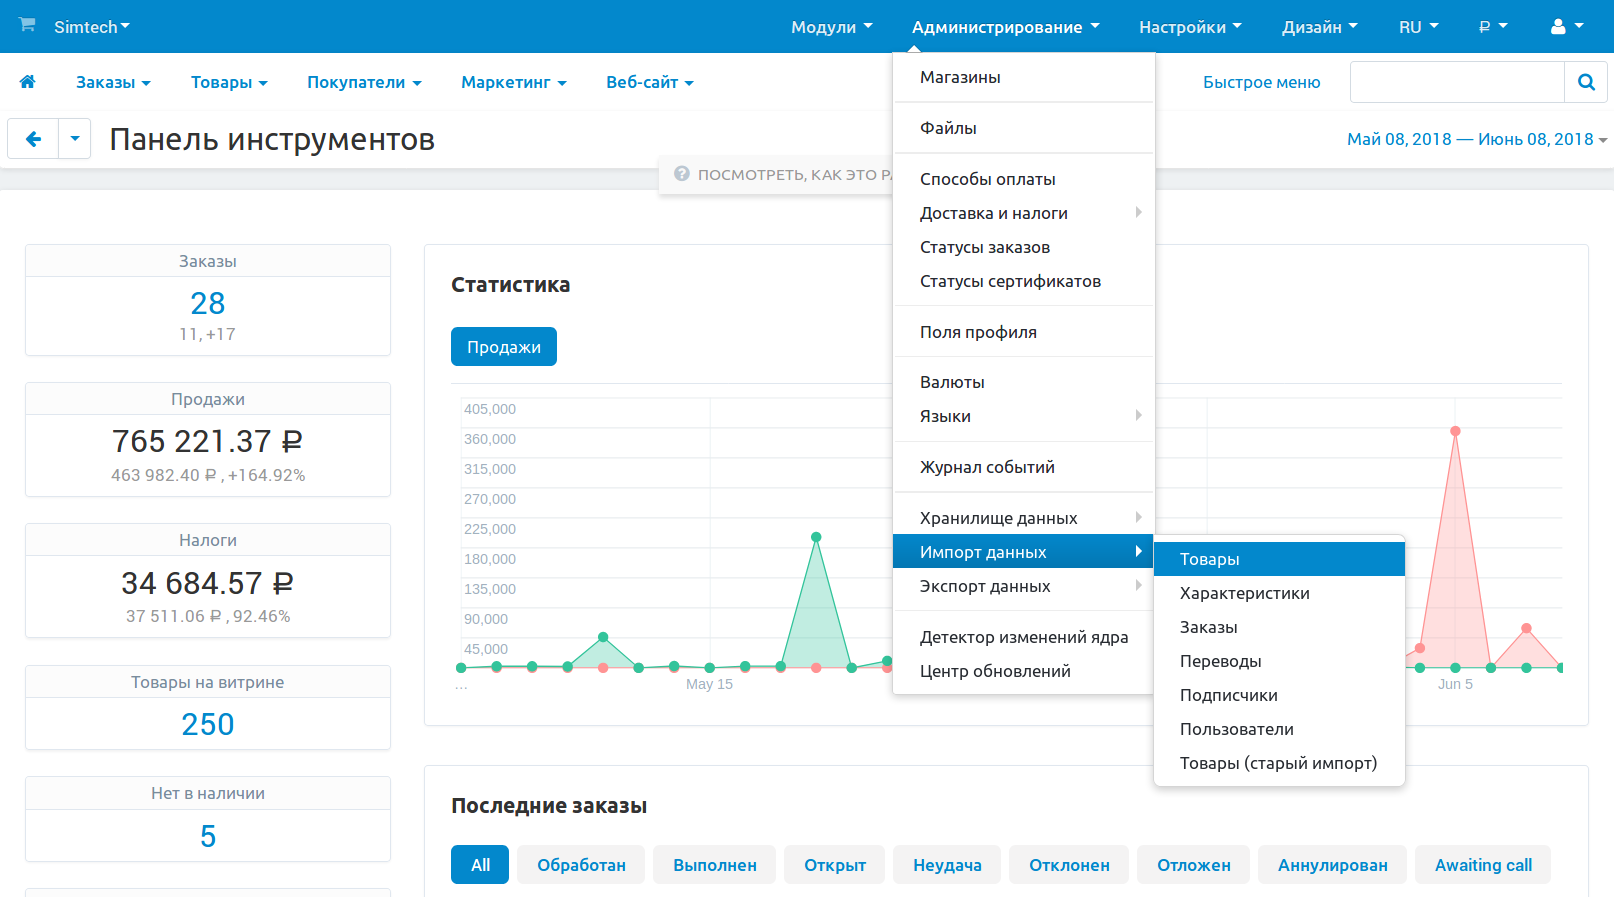 Simtech
Модули
Администрирование
Настройки
Дизайн
RU
₽
Заказы
Товары
Покупатели
Маркетинг
Веб-сайт
Быстрое меню
Панель инструментов
Май 08, 2018 — Июнь 08, 2018
ПОСМОТРЕТЬ, КАК ЭТО
Магазины
Файлы
Способы оплаты
Доставка и налоги
Статусы заказов
Статусы сертификатов
Поля профиля
Валюты
Языки
Журнал событий
Хранилище данных
Импорт данных
Экспорт данных
Детектор изменений ядра
Центр обновлений
Товары
Характеристики
Заказы
Переводы
Подписчики
Пользователи
Товары (старый импорт)
Заказы
28
11, +17
Продажи
765 221.37 ₽
463 982.40 ₽ , +164.92%
Налоги
34 684.57 ₽
37 511.06 ₽ , 92.46%
Товары на витрине
250
Нет в наличии
5
Статистика
Продажи
405,000
360,000
315,000
270,000
225,000
180,000
135,000
90,000
45,000
...
May 15
Jun 5
Последние заказы
All
Обработан
Выполнен
Открыт
Неудача
Отклонен
Отложен
Аннулирован
Awaiting call